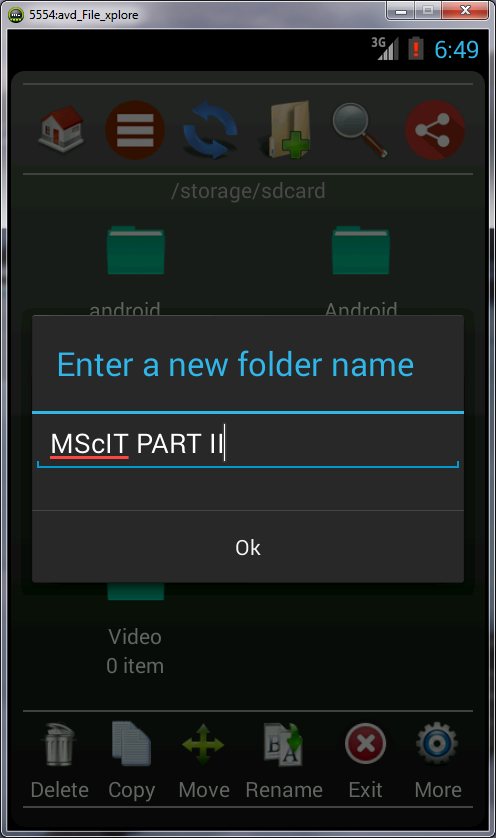 5554:avd_File_xplore
3G 6:49
/storage/sdcard
android Android
Enter a new folder name
MScIT PART II
Ok
Video
0 item
Delete Copy Move Rename Exit More